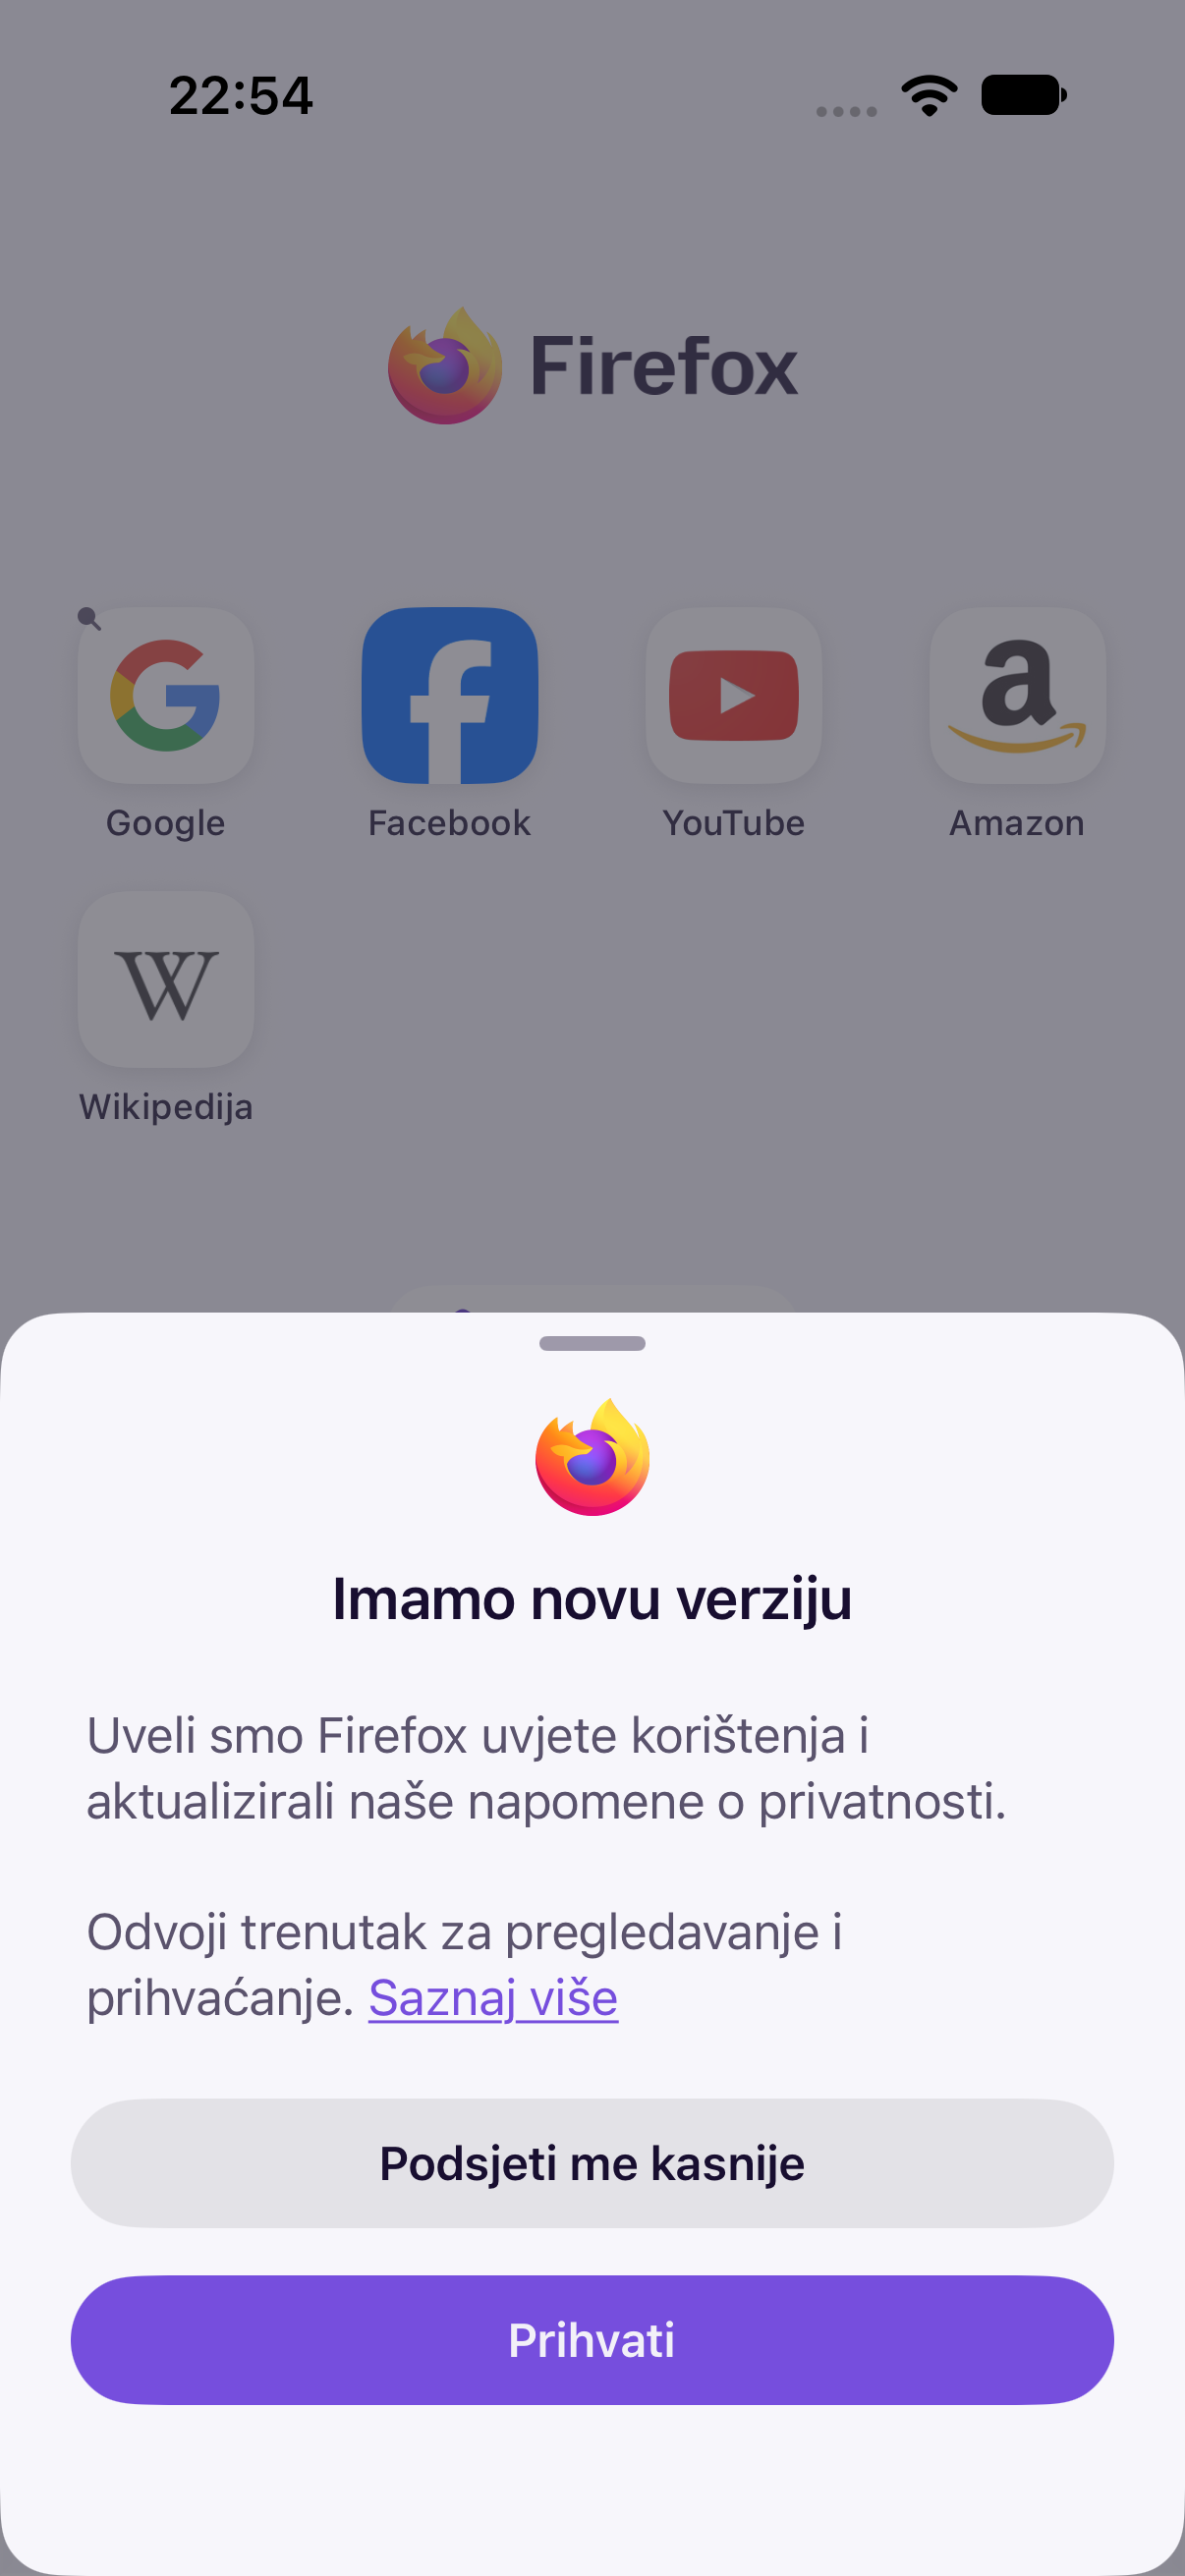 22:54
Firefox
Google
Facebook
YouTube
Amazon
Wikipedija
Imamo novu verziju
Uveli smo Firefox uvjete korištenja i
aktualizirali naše napomene o privatnosti.
Odvoji trenutak za pregledavanje i
prihvaćanje. Saznaj više
Podsjeti me kasnije
Prihvati